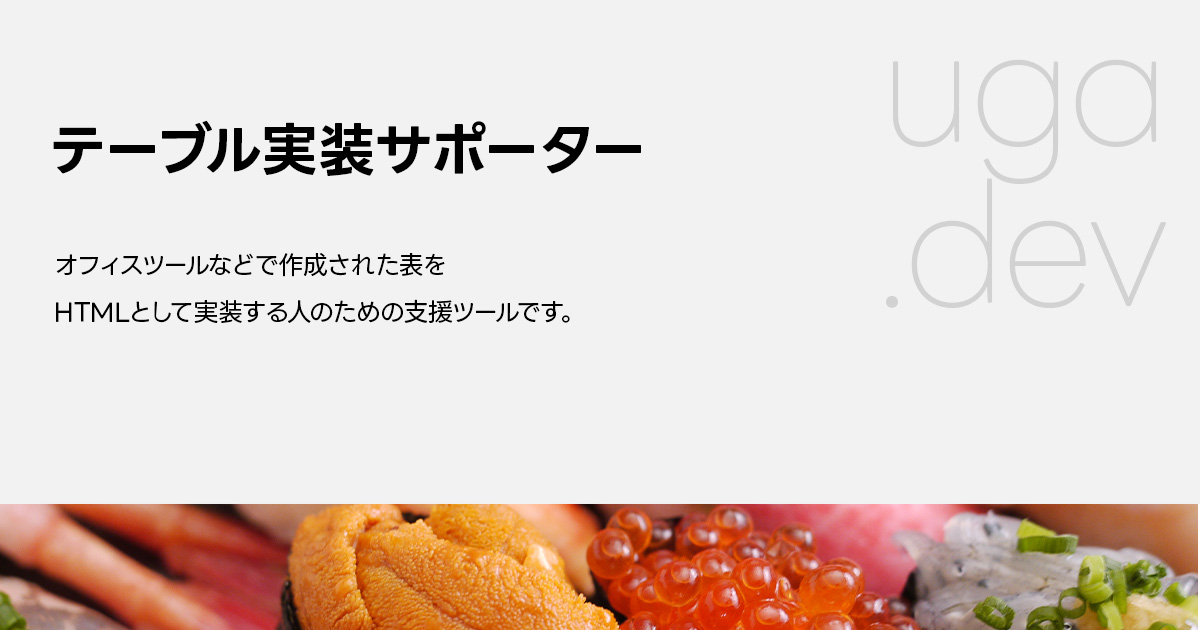 テーブル実装サポーター
オフィスツールなどで作成された表を
HTMLとして実装する人のための支援ツールです。
uga
.dev